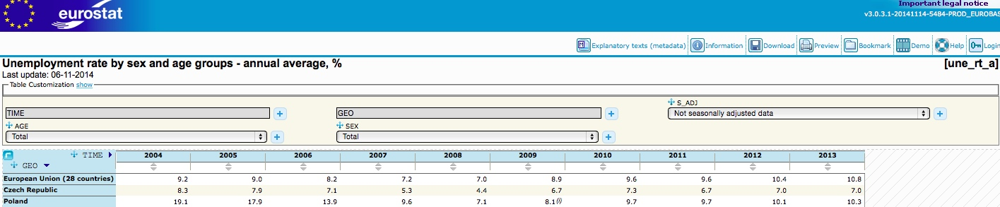 Important legal notice
eurostat
v3.0.3.1-20141114-5484-PROD_EUROBAS
Explanatory texts (metadata) Information Download Preview Bookmark Demo Help Login
Unemployment rate by sex and age groups - annual average, % [une_rt_a]
Last update: 06-11-2014
Table Customization show
S_ADJ
TIME + GEO + Not seasonally adjusted data +
AGE SEX
Total + Total +
TIME 2004 2005 2006 2007 2008 2009 2010 2011 2012 2013
GEO
European Union (28 countries) 9.2 9.0 8.2 7.2 7.0 8.9 9.6 9.6 10.4 10.8
Czech Republic 8.3 7.9 7.1 5.3 4.4 6.7 7.3 6.7 7.0 7.0
Poland 19.1 17.9 13.9 9.6 7.1 8.1(i) 9.7 9.7 10.1 10.3